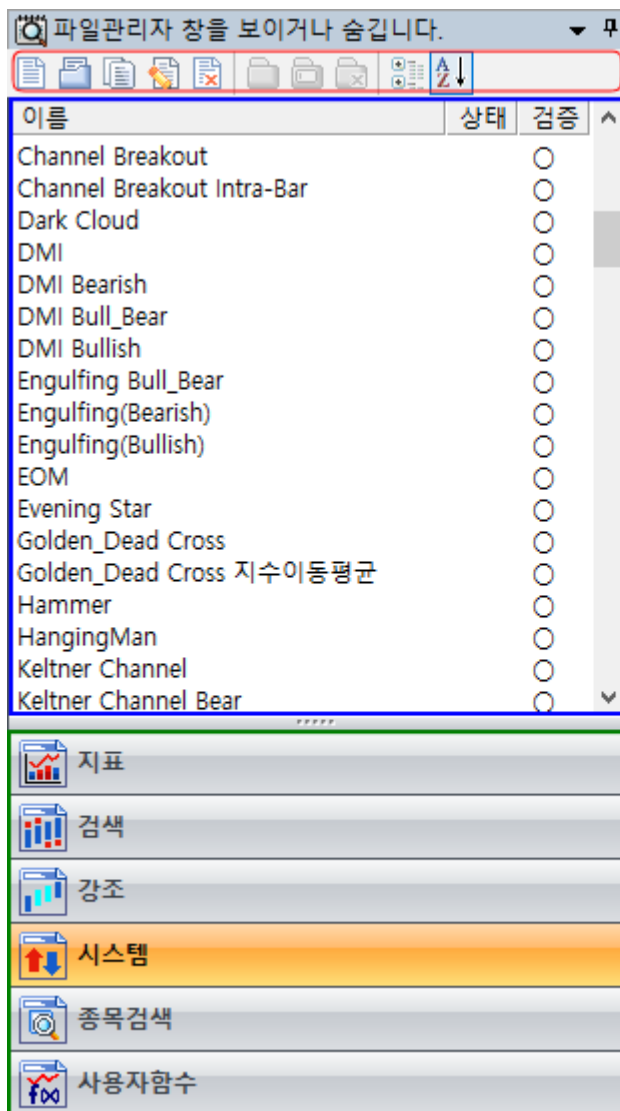 파일관리자 창을 보이거나 숨깁니다.
이름 상태 검증
Channel Breakout ○
Channel Breakout Intra-Bar ○
Dark Cloud ○
DMI ○
DMI Bearish ○
DMI Bull_Bear ○
DMI Bullish ○
Engulfing Bull_Bear ○
Engulfing(Bearish) ○
Engulfing(Bullish) ○
EOM ○
Evening Star ○
Golden_Dead Cross ○
Golden_Dead Cross 지수이동평균 ○
Hammer ○
HangingMan ○
Keltner Channel ○
Keltner Channel Bear ○
지표
검색
강조
시스템
종목검색
사용자함수